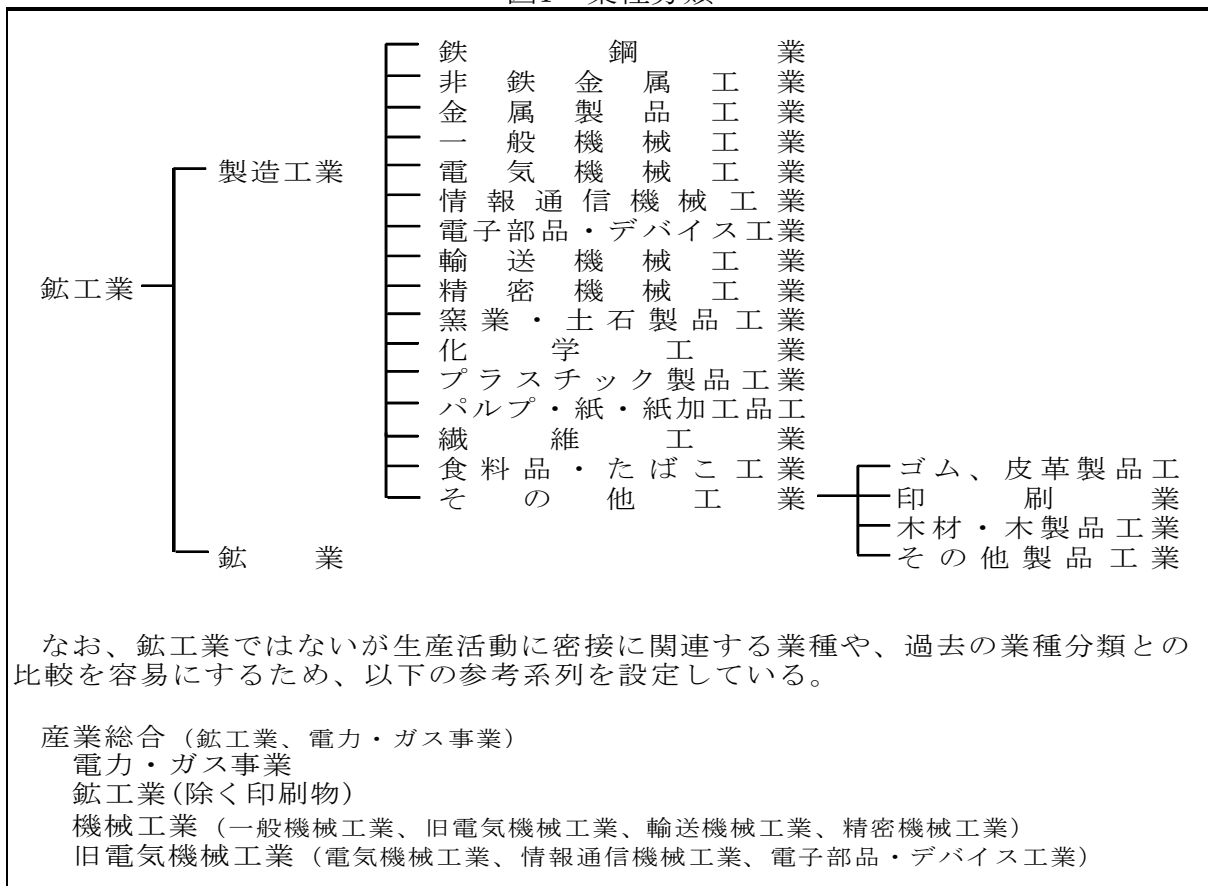 鉄鋼業
非鉄金属工業
金属製品工業
一般機械工業
製造工業 電気機械工業
情報通信機械工業
電子部品・デバイス工業
輸送機械工業
鉱工業 精密機械工業
窯業・土石製品工業
化学工業
プラスチック製品工業
パルプ・紙・紙加工品工
繊維工業
食料品・たばこ工業 ゴム、皮革製品工
その他工業 印刷業
木材・木製品工業
鉱業 その他製品工業
なお、鉱工業ではないが生産活動に密接に関連する業種や、過去の業種分類との
比較を容易にするため、以下の参考系列を設定している。
産業総合（鉱工業、電力・ガス事業）
電力・ガス事業
鉱工業(除く印刷物)
機械工業（一般機械工業、旧電気機械工業、輸送機械工業、精密機械工業）
旧電気機械工業（電気機械工業、情報通信機械工業、電子部品・デバイス工業）